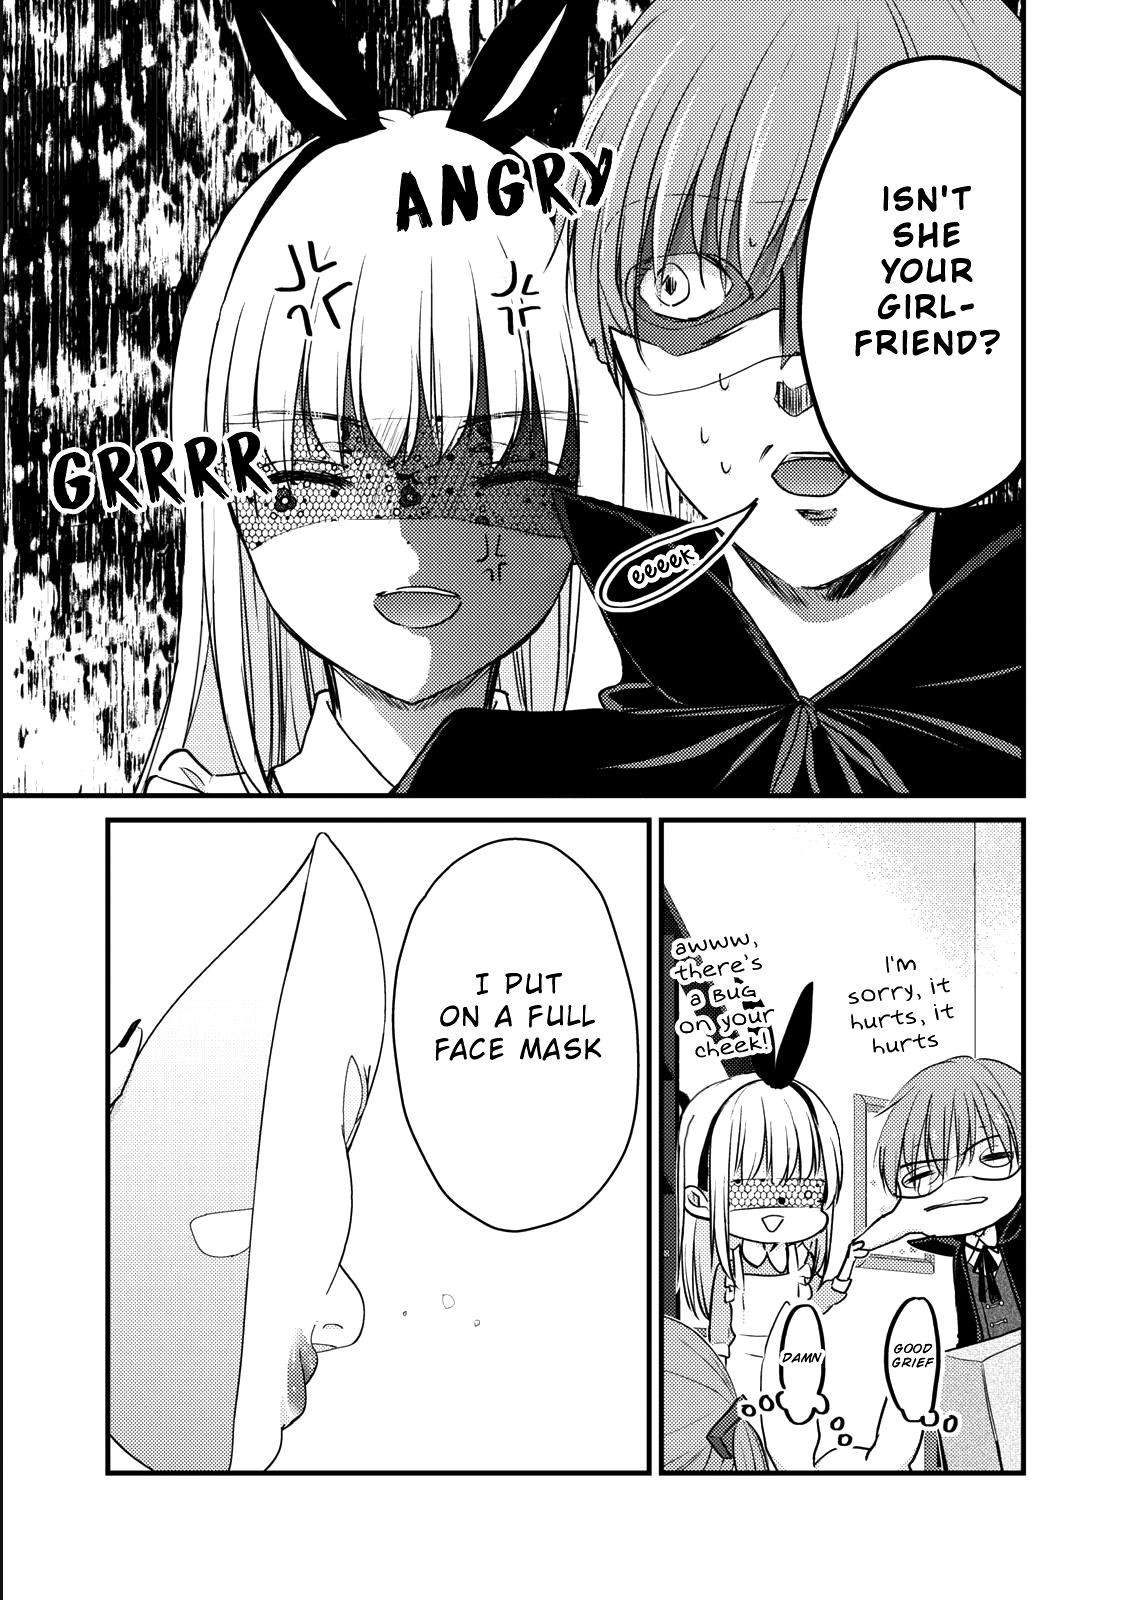 ISN'T
SHE
YOUR
GIRL-
FRIEND?
ANGRY
GRRRR
eeeek
I'm
sorry, it
hurts, it
hurts
awww,
there's
a BUG
on your
cheek!
GOOD
GRIEF
DAMN
I PUT
ON A FULL
FACE MASK